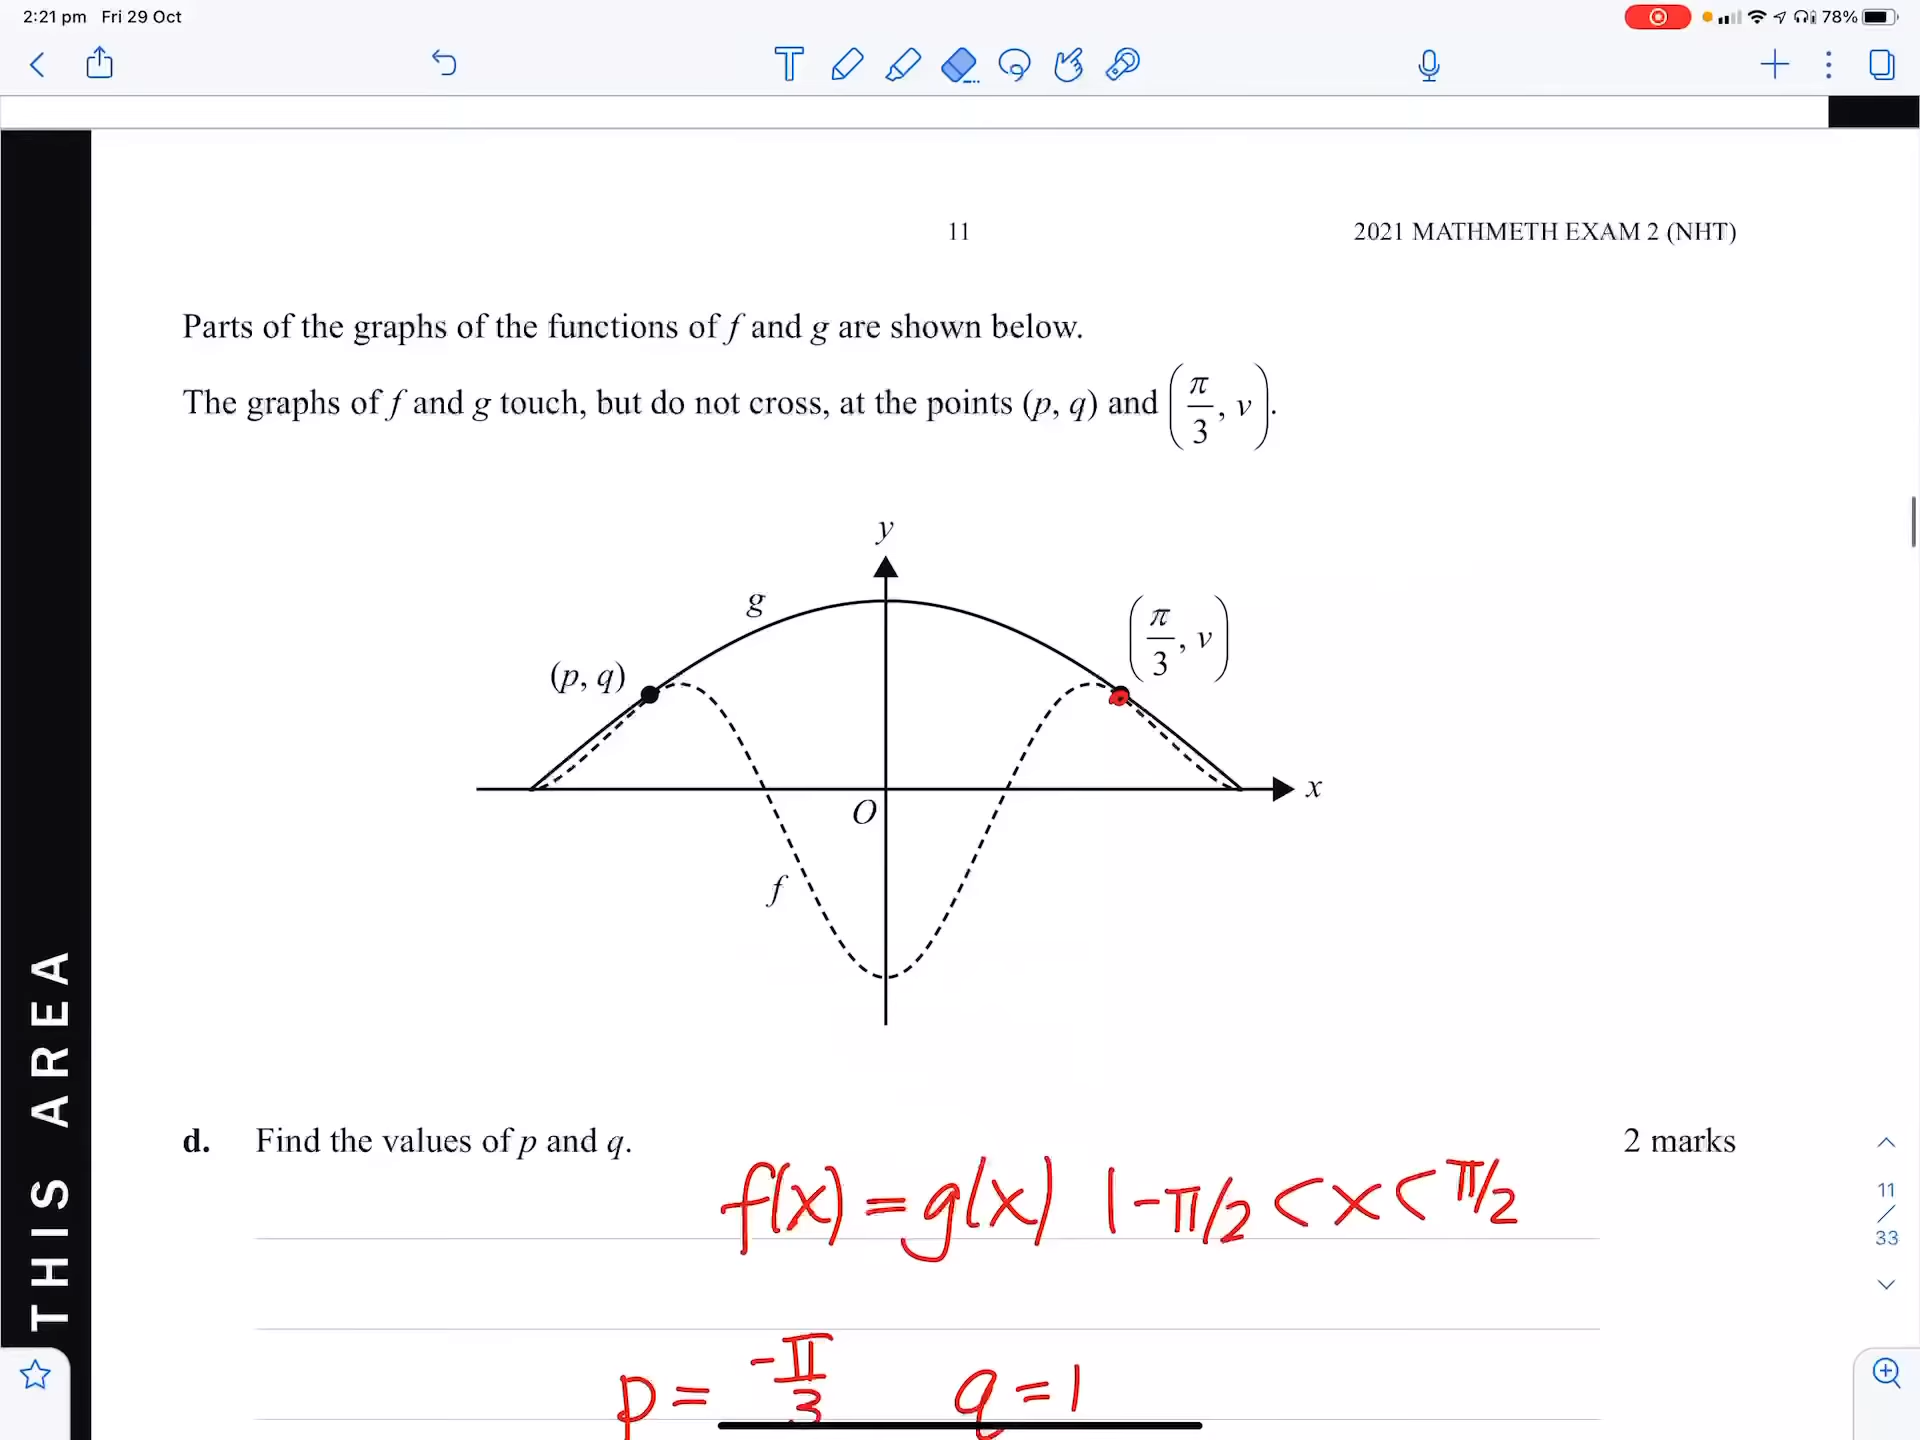 2:21 pm Fri 29 Oct
78%
11
2021 MATHMETH EXAM 2 (NHT)
Parts of the graphs of the functions of f and g are shown below.
The graphs of f and g touch, but do not cross, at the points (p, q) and (π/3, v).
y
g
(π/3, v)
(p, q)
x
O
f
THIS AREA
d. Find the values of p and q.
2 marks
f(x) = g(x) | -π/2 < x < π/2
11
/
33
p = -π/3 q = 1